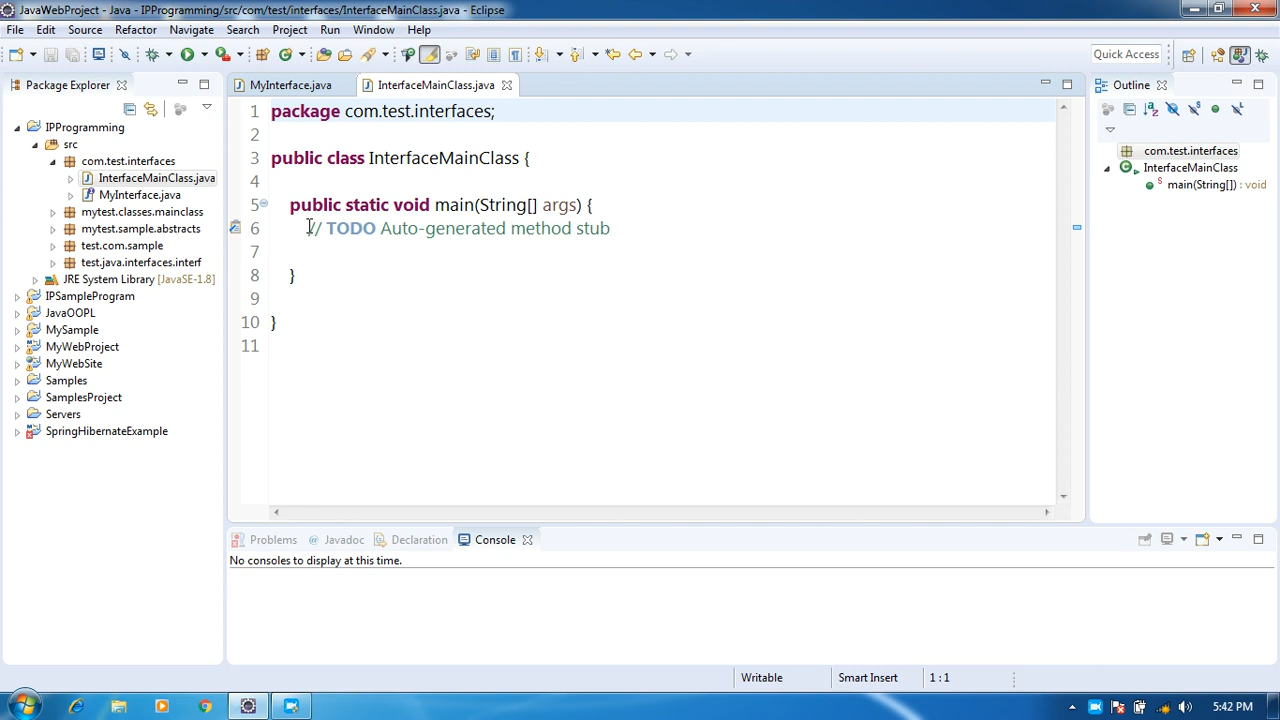 JavaWebProject - Java - IPProgramming/src/com/test/interfaces/InterfaceMainClass.java - Eclipse
File Edit Source Refactor Navigate Search Project Run Window Help
Quick Access
Package Explorer
IPProgramming
src
com.test.interfaces
InterfaceMainClass.java
MyInterface.java
mytest.classes.mainclass
mytest.sample.abstracts
test.com.sample
test.java.interfaces.interf
JRE System Library [JavaSE-1.8]
IPSampleProgram
JavaOOPL
MySample
MyWebProject
MyWebSite
Samples
SamplesProject
Servers
SpringHibernateExample
MyInterface.java InterfaceMainClass.java
1 package com.test.interfaces;
2
3 public class InterfaceMainClass {
4
5 public static void main(String[] args) {
6 // TODO Auto-generated method stub
7
8 }
9
10 }
11
Outline
com.test.interfaces
InterfaceMainClass
main(String[]) : void
Problems Javadoc Declaration Console
No consoles to display at this time.
Writable Smart Insert 1 : 1
5:42 PM